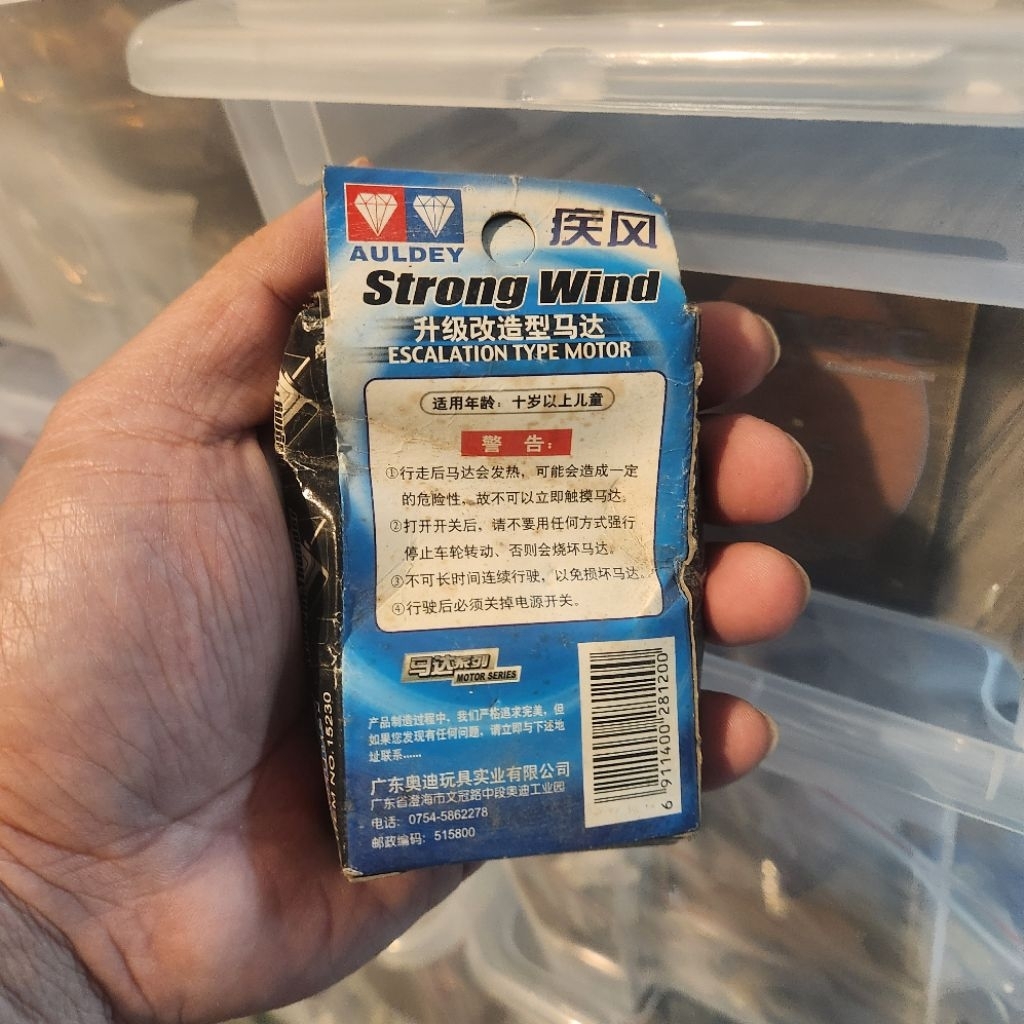 AULDEY
®
疾风
Strong Wind
升级改造型马达
ESCALATION TYPE MOTOR
适用年龄：十岁以上儿童
警 告：
①行走后马达会发热，可能会造成一定
的危险性，故不可以立即触摸马达。
②打开开关后，请不要用任何方式强行
停止车轮转动、否则会烧坏马达。
③不可长时间连续行驶，以免损坏马达。
④行驶后必须关掉电源开关。
马达系列
MOTOR SERIES
产品制造过程中、我们严格追求完美，但
如果您发现有任何问题，请立即与下述地
址联系……
广东奥迪玩具实业有限公司
广东省澄海市文冠路中段奥迪工业园
电话：0754-5862278
邮政编码：515800
6 911400 281200
NO.15230